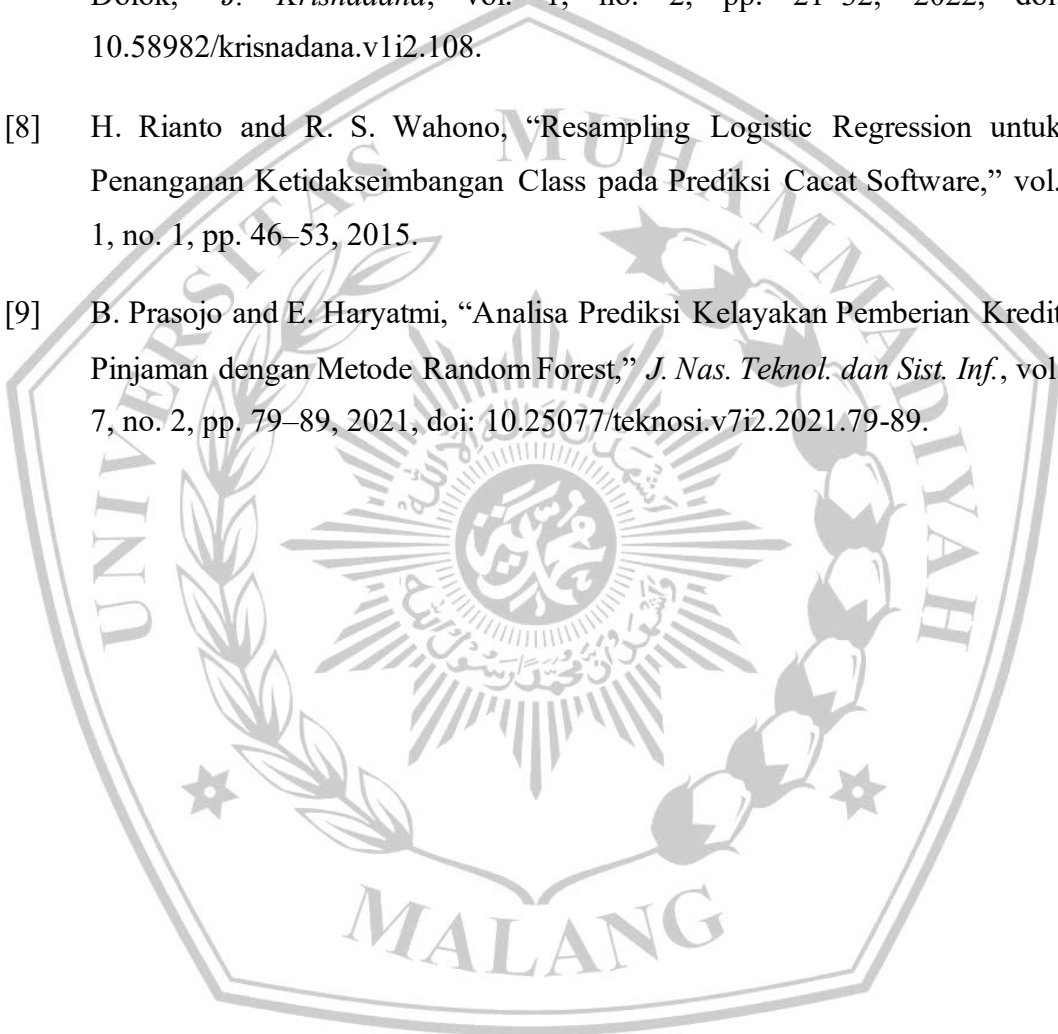 Dolok,” J. Krisnadana, vol. 1, no. 2, pp. 21–32, 2022, doi:
10.58982/krisnadana.v1i2.108.
[8] H. Rianto and R. S. Wahono, “Resampling Logistic Regression untuk
Penanganan Ketidakseimbangan Class pada Prediksi Cacat Software,” vol.
1, no. 1, pp. 46–53, 2015.
[9] B. Prasojo and E. Haryatmi, “Analisa Prediksi Kelayakan Pemberian Kredit
Pinjaman dengan Metode Random Forest,” J. Nas. Teknol. dan Sist. Inf., vol.
7, no. 2, pp. 79–89, 2021, doi: 10.25077/teknosi.v7i2.2021.79-89.
UNIVERSITAS MUHAMMADIYAH
MALANG